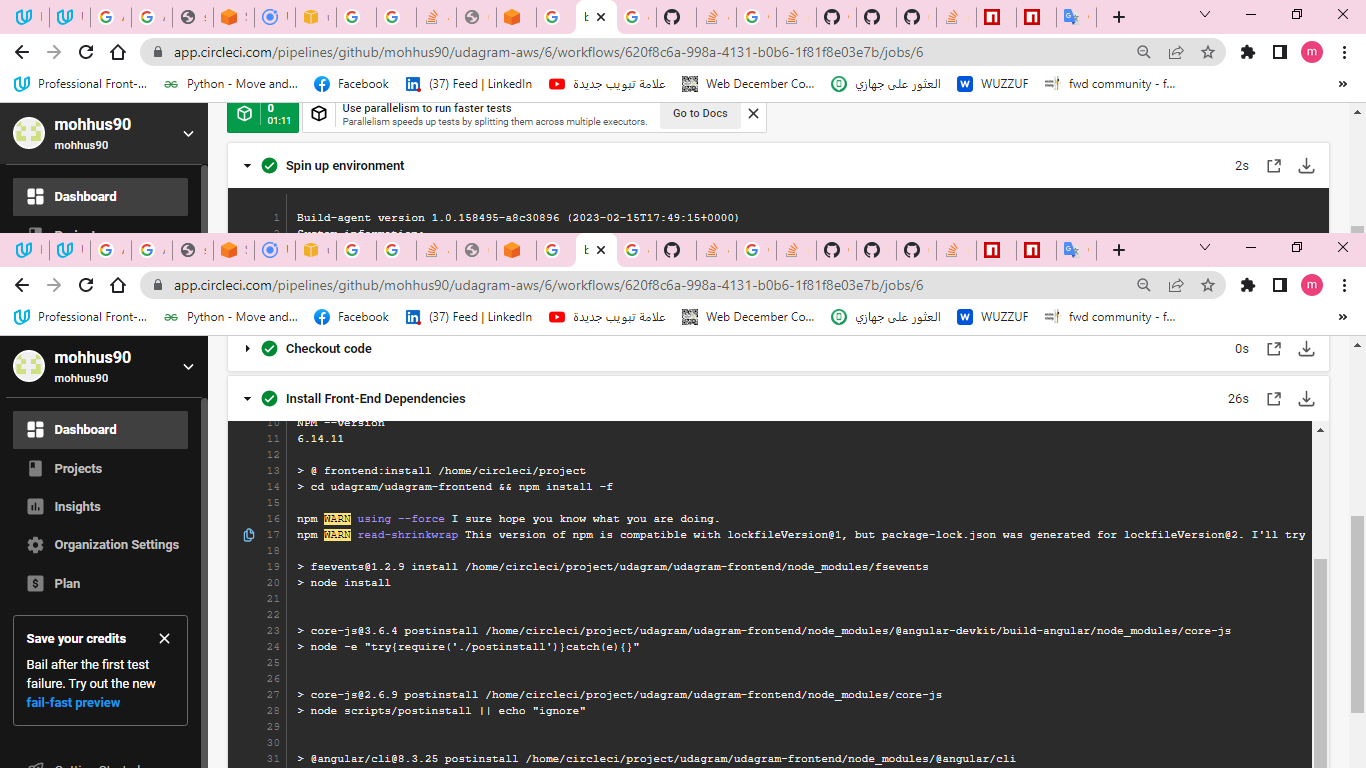 app.circleci.com/pipelines/github/mohhus90/udagram-aws/6/workflows/620f8c6a-998a-4131-b0b6-1f81f8e03e7b/jobs/6
m
Professional Front-...
Python - Move and...
Facebook
(37) Feed | LinkedIn
علامة تبويب جديدة
Web December Co...
العثور على جهازي
WUZZUF
fwd community - f...
»
mohhus90
mohhus90
Dashboard
0
01:11
Use parallelism to run faster tests
Parallelism speeds up tests by splitting them across multiple executors.
Go to Docs
Spin up environment
2s
1 Build-agent version 1.0.158495-a8c30896 (2023-02-15T17:49:15+0000)
app.circleci.com/pipelines/github/mohhus90/udagram-aws/6/workflows/620f8c6a-998a-4131-b0b6-1f81f8e03e7b/jobs/6
m
Professional Front-...
Python - Move and...
Facebook
(37) Feed | LinkedIn
علامة تبويب جديدة
Web December Co...
العثور على جهازي
WUZZUF
fwd community - f...
»
mohhus90
mohhus90
Dashboard
Projects
Insights
Organization Settings
Plan
Save your credits
Bail after the first test
failure. Try out the new
fail-fast preview
Checkout code
0s
Install Front-End Dependencies
26s
10 NPM --version
11 6.14.11
12
13 > @ frontend:install /home/circleci/project
14 > cd udagram/udagram-frontend && npm install -f
15
16 npm WARN using --force I sure hope you know what you are doing.
17 npm WARN read-shrinkwrap This version of npm is compatible with lockfileVersion@1, but package-lock.json was generated for lockfileVersion@2. I'll try
18
19 > fsevents@1.2.9 install /home/circleci/project/udagram/udagram-frontend/node_modules/fsevents
20 > node install
21
22
23 > core-js@3.6.4 postinstall /home/circleci/project/udagram/udagram-frontend/node_modules/@angular-devkit/build-angular/node_modules/core-js
24 > node -e "try{require('./postinstall')}catch(e){}"
25
26
27 > core-js@2.6.9 postinstall /home/circleci/project/udagram/udagram-frontend/node_modules/core-js
28 > node scripts/postinstall || echo "ignore"
29
30
31 > @angular/cli@8.3.25 postinstall /home/circleci/project/udagram/udagram-frontend/node_modules/@angular/cli